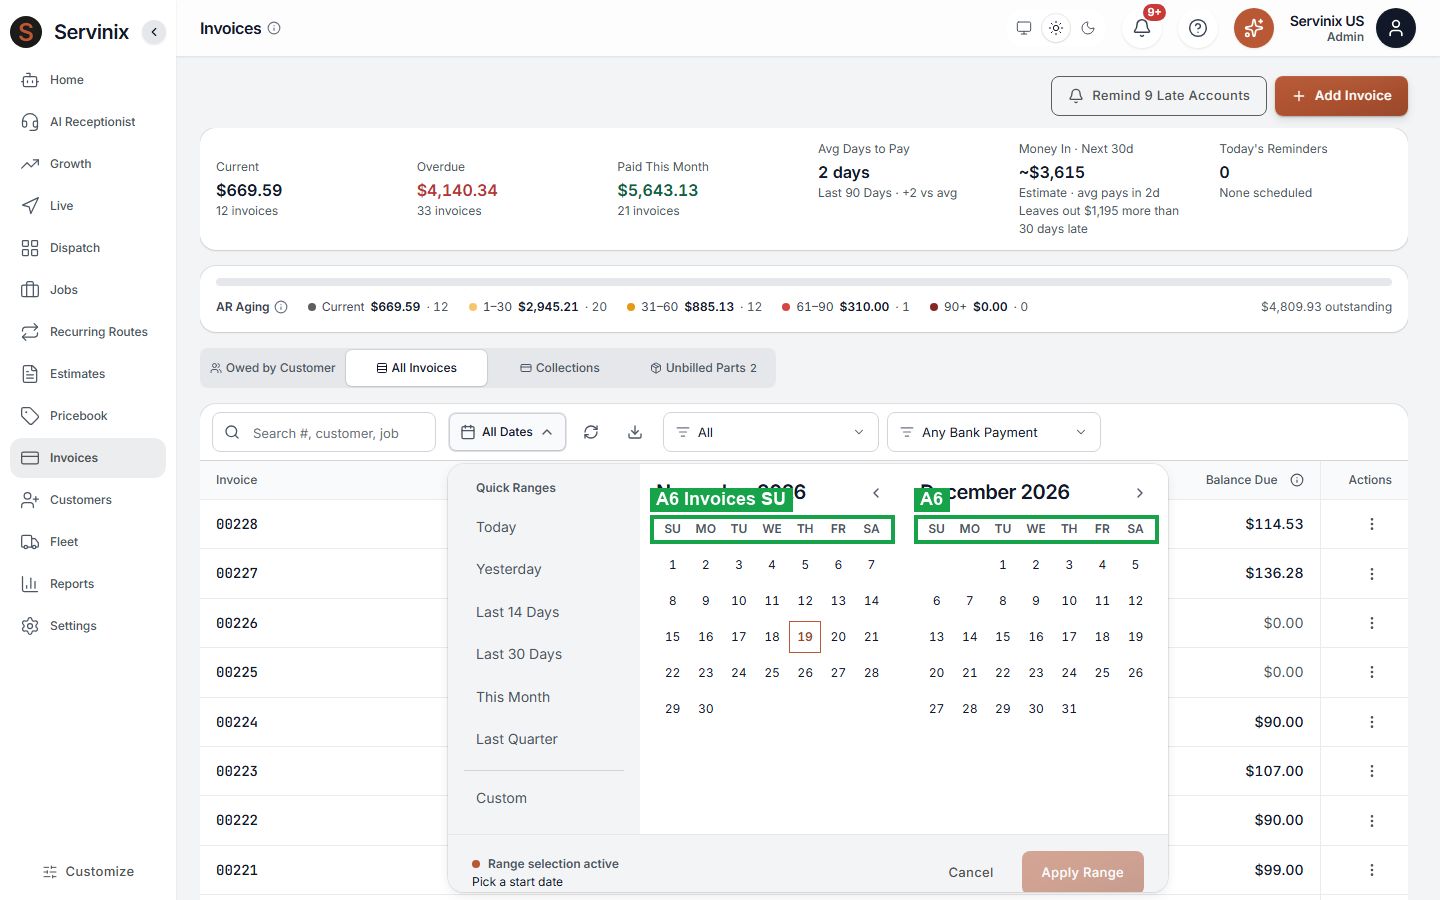 Servinix
Home
AI Receptionist
Growth
Live
Dispatch
Jobs
Recurring Routes
Estimates
Pricebook
Invoices
Customers
Fleet
Reports
Settings
Customize
Invoices
9+
Servinix US
Admin
Remind 9 Late Accounts
+ Add Invoice
Current
$669.59
12 invoices
Overdue
$4,140.34
33 invoices
Paid This Month
$5,643.13
21 invoices
Avg Days to Pay
2 days
Last 90 Days · +2 vs avg
Money In · Next 30d
~$3,615
Estimate · avg pays in 2d
Leaves out $1,195 more than
30 days late
Today's Reminders
0
None scheduled
AR Aging Current $669.59 · 12 1–30 $2,945.21 · 20 31–60 $885.13 · 12 61–90 $310.00 · 1 90+ $0.00 · 0 $4,809.93 outstanding
Owed by Customer All Invoices Collections Unbilled Parts 2
Search #, customer, job All Dates All Any Bank Payment
Invoice Balance Due Actions
00228 $114.53
00227 $136.28
00226 $0.00
00225 $0.00
00224 $90.00
00223 $107.00
00222 $90.00
00221 $99.00
Quick Ranges
Today
Yesterday
Last 14 Days
Last 30 Days
This Month
Last Quarter
Custom
A6 Invoices SU
SU MO TU WE TH FR SA
1 2 3 4 5 6 7
8 9 10 11 12 13 14
15 16 17 18 19 20 21
22 23 24 25 26 27 28
29 30
cember 2026
A6
SU MO TU WE TH FR SA
1 2 3 4 5
6 7 8 9 10 11 12
13 14 15 16 17 18 19
20 21 22 23 24 25 26
27 28 29 30 31
Range selection active
Pick a start date
Cancel Apply Range